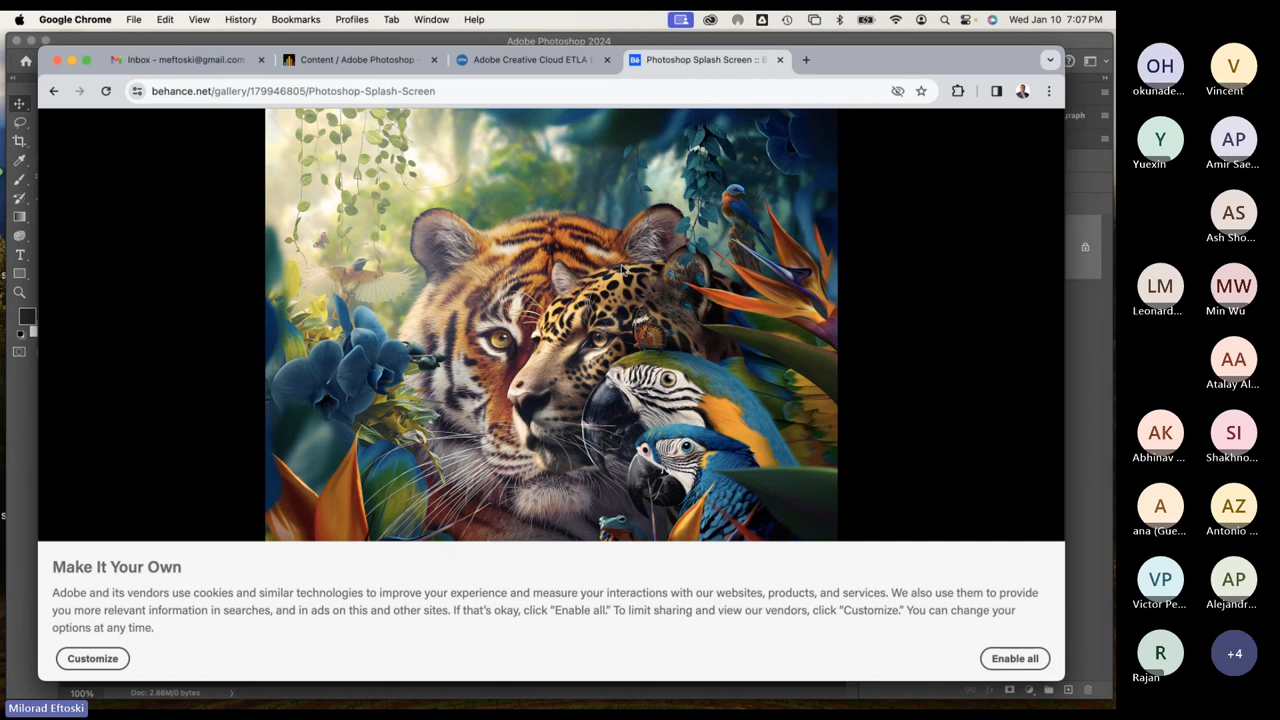 Google Chrome File Edit View History Bookmarks Profiles Tab Window Help Wed Jan 10 7:07 PM
Adobe Photoshop 2024
Inbox - meftoski@gmail.com
Content / Adobe Photoshop -
Adobe Creative Cloud ETLA |
Photoshop Splash Screen :: B
behance.net/gallery/179946805/Photoshop-Splash-Screen
Make It Your Own
Adobe and its vendors use cookies and similar technologies to improve your experience and measure your interactions with our websites, products, and services. We also use them to provide
you more relevant information in searches, and in ads on this and other sites. If that's okay, click "Enable all." To limit sharing and view our vendors, click "Customize." You can change your
options at any time.
Customize
Enable all
100%
Doc: 2.86M/0 bytes
Milorad Eftoski
OH
okunade...
V
Vincent
Y
Yuexin
AP
Amir Sae...
AS
Ash Sho...
LM
Leonard...
MW
Min Wu
AA
Atalay Al...
AK
Abhinav ...
SI
Shakhno...
A
ana (Gue...
AZ
Antonio ...
VP
Victor Pe...
AP
Alejandr...
R
Rajan
+4